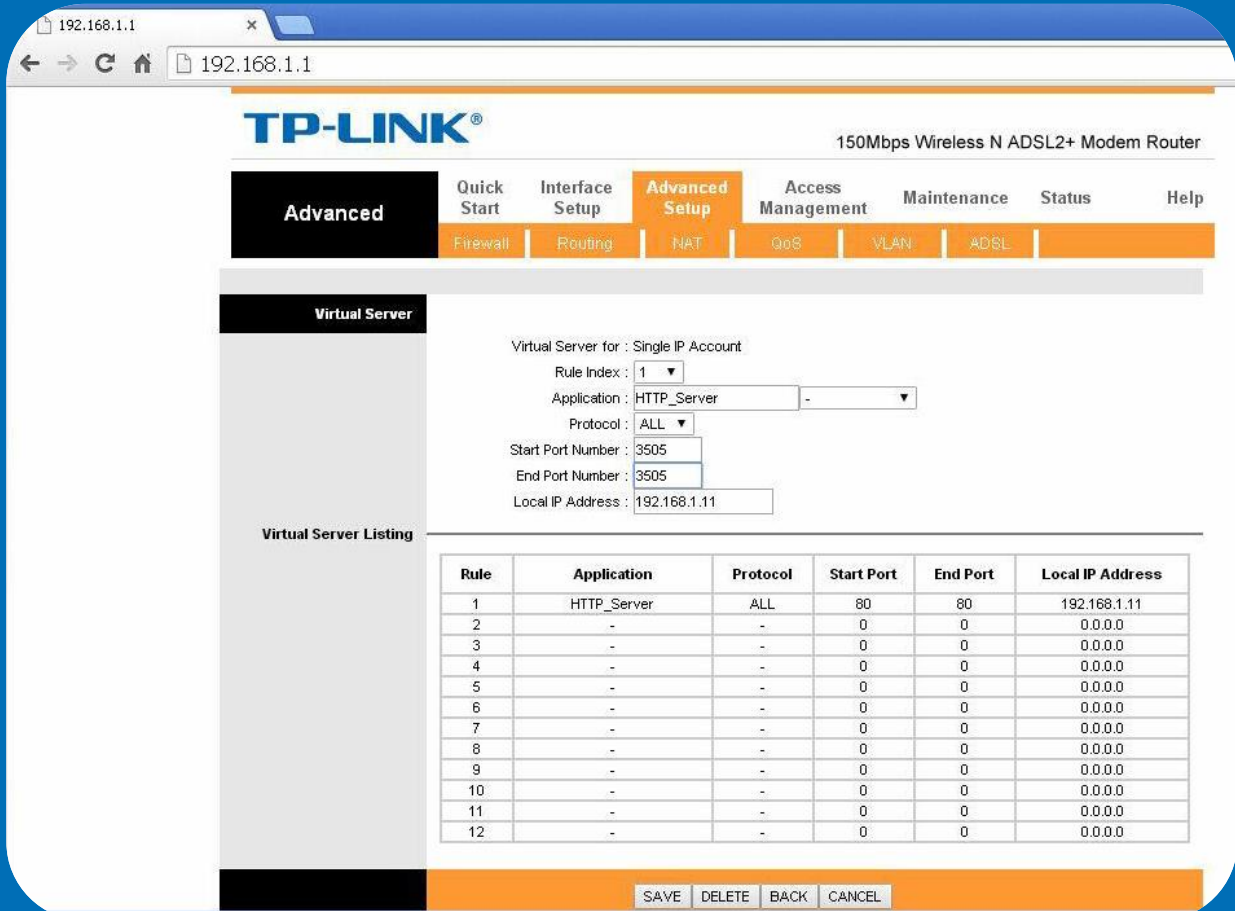 192.168.1.1
192.168.1.1
TP-LINK®
150Mbps Wireless N ADSL2+ Modem Router
Advanced
Quick Start
Interface Setup
Advanced Setup
Access Management
Maintenance
Status
Help
Firewall
Routing
NAT
QoS
VLAN
ADSL
Virtual Server
Virtual Server for : Single IP Account
Rule Index : 1
Application : HTTP_Server -
Protocol : ALL
Start Port Number : 3505
End Port Number : 3505
Local IP Address : 192.168.1.11
Virtual Server Listing
Rule Application Protocol Start Port End Port Local IP Address
1 HTTP_Server ALL 80 80 192.168.1.11
2 - - 0 0 0.0.0.0
3 - - 0 0 0.0.0.0
4 - - 0 0 0.0.0.0
5 - - 0 0 0.0.0.0
6 - - 0 0 0.0.0.0
7 - - 0 0 0.0.0.0
8 - - 0 0 0.0.0.0
9 - - 0 0 0.0.0.0
10 - - 0 0 0.0.0.0
11 - - 0 0 0.0.0.0
12 - - 0 0 0.0.0.0
SAVE DELETE BACK CANCEL